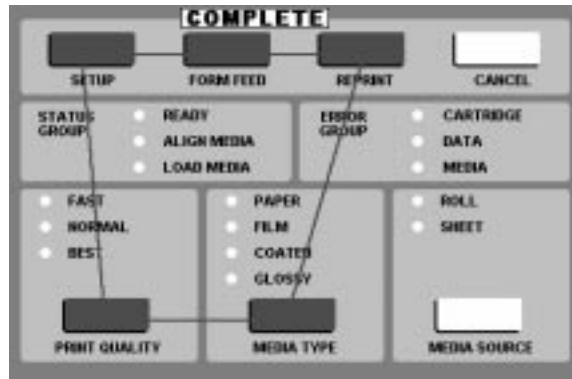 COMPLETE
SETUP FORM FEED REPRINT CANCEL
STATUS GROUP
READY
ALIGN MEDIA
LOAD MEDIA
ERROR GROUP
CARTRIDGE
DATA
MEDIA
FAST
NORMAL
BEST
PAPER
FILM
COATED
GLOSSY
ROLL
SHEET
PRINT QUALITY MEDIA TYPE MEDIA SOURCE